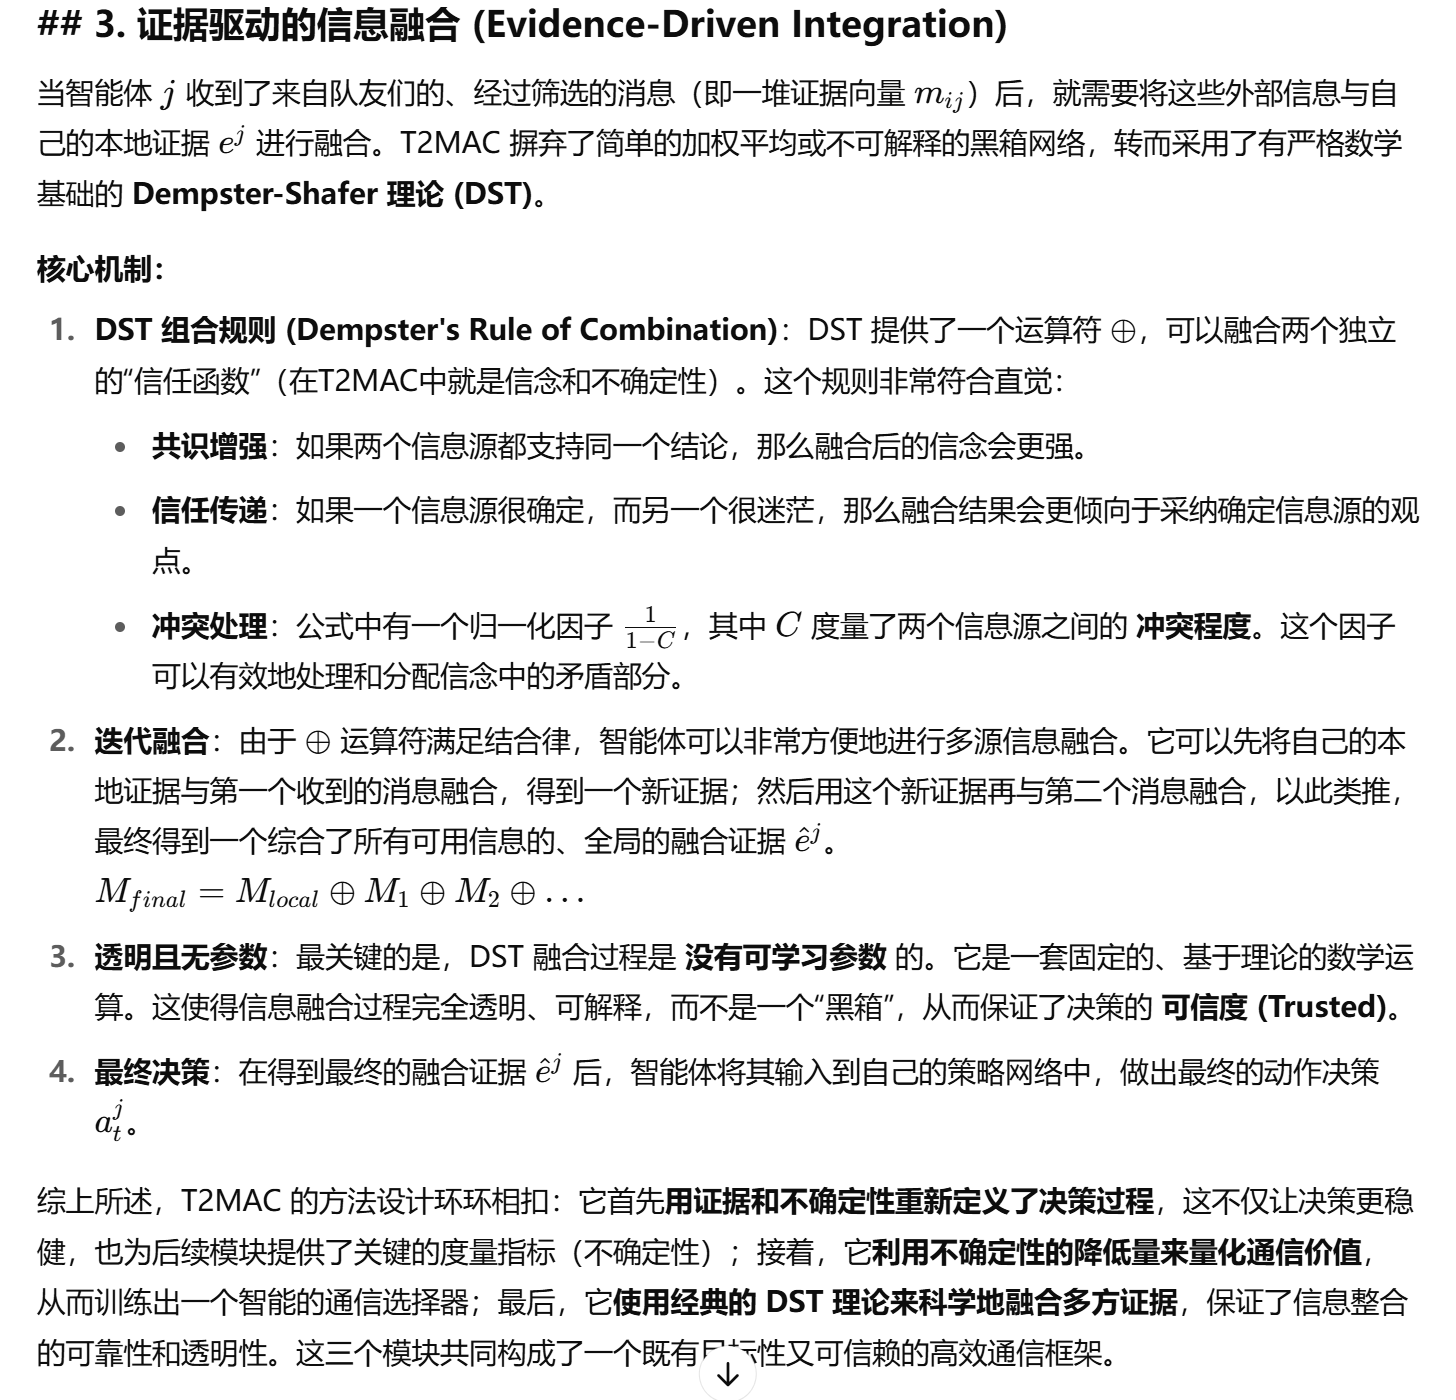 ## 3. 证据驱动的信息融合 (Evidence-Driven Integration)
当智能体 j 收到了来自队友们的、经过筛选的消息（即一堆证据向量 m_{ij}）后，就需要将这些外部信息与自
己的本地证据 e^j 进行融合。T2MAC 摒弃了简单的加权平均或不可解释的黑箱网络，转而采用了有严格数学
基础的 Dempster-Shafer 理论 (DST)。
核心机制：
1. DST 组合规则 (Dempster's Rule of Combination)：DST 提供了一个运算符 ⊕，可以融合两个独立
的“信任函数”（在T2MAC中就是信念和不确定性）。这个规则非常符合直觉：
• 共识增强：如果两个信息源都支持同一个结论，那么融合后的信念会更强。
• 信任传递：如果一个信息源很确定，而另一个很迷茫，那么融合结果会更倾向于采纳确定信息源的观
点。
• 冲突处理：公式中有一个归一化因子 \frac{1}{1-C}，其中 C 度量了两个信息源之间的 冲突程度。这个因子
可以有效地处理和分配信念中的矛盾部分。
2. 迭代融合：由于 ⊕ 运算符满足结合律，智能体可以非常方便地进行多源信息融合。它可以先将自己的本
地证据与第一个收到的消息融合，得到一个新证据；然后用这个新证据再与第二个消息融合，以此类推，
最终得到一个综合了所有可用信息的、全局的融合证据 ê^j。
M_{final} = M_{local} ⊕ M_1 ⊕ M_2 ⊕ …
3. 透明且无参数：最关键的是，DST 融合过程是 没有可学习参数 的。它是一套固定的、基于理论的数学运
算。这使得信息融合过程完全透明、可解释，而不是一个“黑箱”，从而保证了决策的 可信度 (Trusted)。
4. 最终决策：在得到最终的融合证据 ê^j 后，智能体将其输入到自己的策略网络中，做出最终的动作决策
a_t^j。
综上所述，T2MAC 的方法设计环环相扣：它首先用证据和不确定性重新定义了决策过程，这不仅让决策更稳
健，也为后续模块提供了关键的度量指标（不确定性）；接着，它利用不确定性的降低量来量化通信价值，
从而训练出一个智能的通信选择器；最后，它使用经典的 DST 理论来科学地融合多方证据，保证了信息整合
的可靠性和透明性。这三个模块共同构成了一个既有目标性又可信赖的高效通信框架。